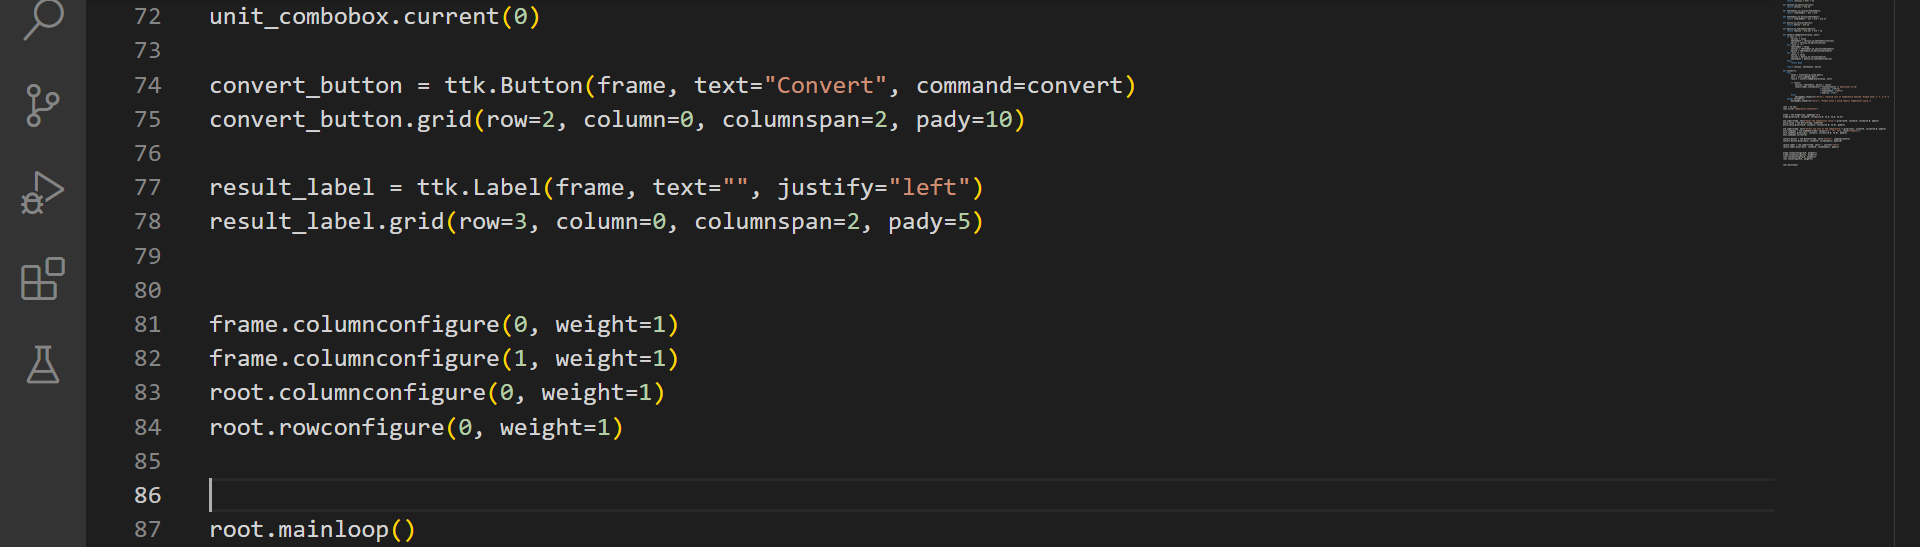 72 unit_combobox.current(0)
73
74 convert_button = ttk.Button(frame, text="Convert", command=convert)
75 convert_button.grid(row=2, column=0, columnspan=2, pady=10)
76
77 result_label = ttk.Label(frame, text="", justify="left")
78 result_label.grid(row=3, column=0, columnspan=2, pady=5)
79
80
81 frame.columnconfigure(0, weight=1)
82 frame.columnconfigure(1, weight=1)
83 root.columnconfigure(0, weight=1)
84 root.rowconfigure(0, weight=1)
85
86
87 root.mainloop()